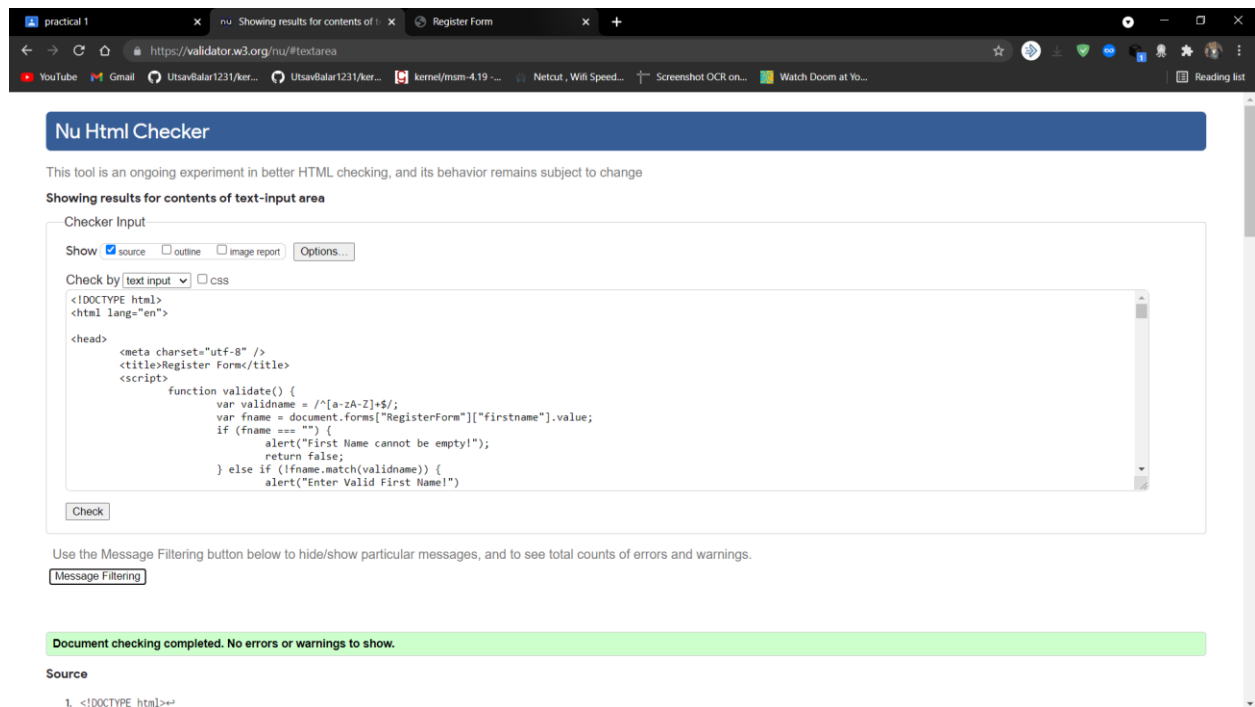 practical 1
nu Showing results for contents of t
Register Form
https://validator.w3.org/nu/#textarea
YouTube
Gmail
UtsavBalar1231/ker...
UtsavBalar1231/ker...
kernel/msm-4.19 -...
Netcut , Wifi Speed...
Screenshot OCR on...
Watch Doom at Yo...
Reading list
Nu Html Checker
This tool is an ongoing experiment in better HTML checking, and its behavior remains subject to change
Showing results for contents of text-input area
Checker Input
Show source outline image report Options...
Check by text input css
<!DOCTYPE html>
<html lang="en">
<head>
<meta charset="utf-8" />
<title>Register Form</title>
<script>
function validate() {
var validname = /^[a-zA-Z]+$/;
var fname = document.forms["RegisterForm"]["firstname"].value;
if (fname === "") {
alert("First Name cannot be empty!");
return false;
} else if (!fname.match(validname)) {
alert("Enter Valid First Name!")
Check
Use the Message Filtering button below to hide/show particular messages, and to see total counts of errors and warnings.
Message Filtering
Document checking completed. No errors or warnings to show.
Source
1. <!DOCTYPE html>↩